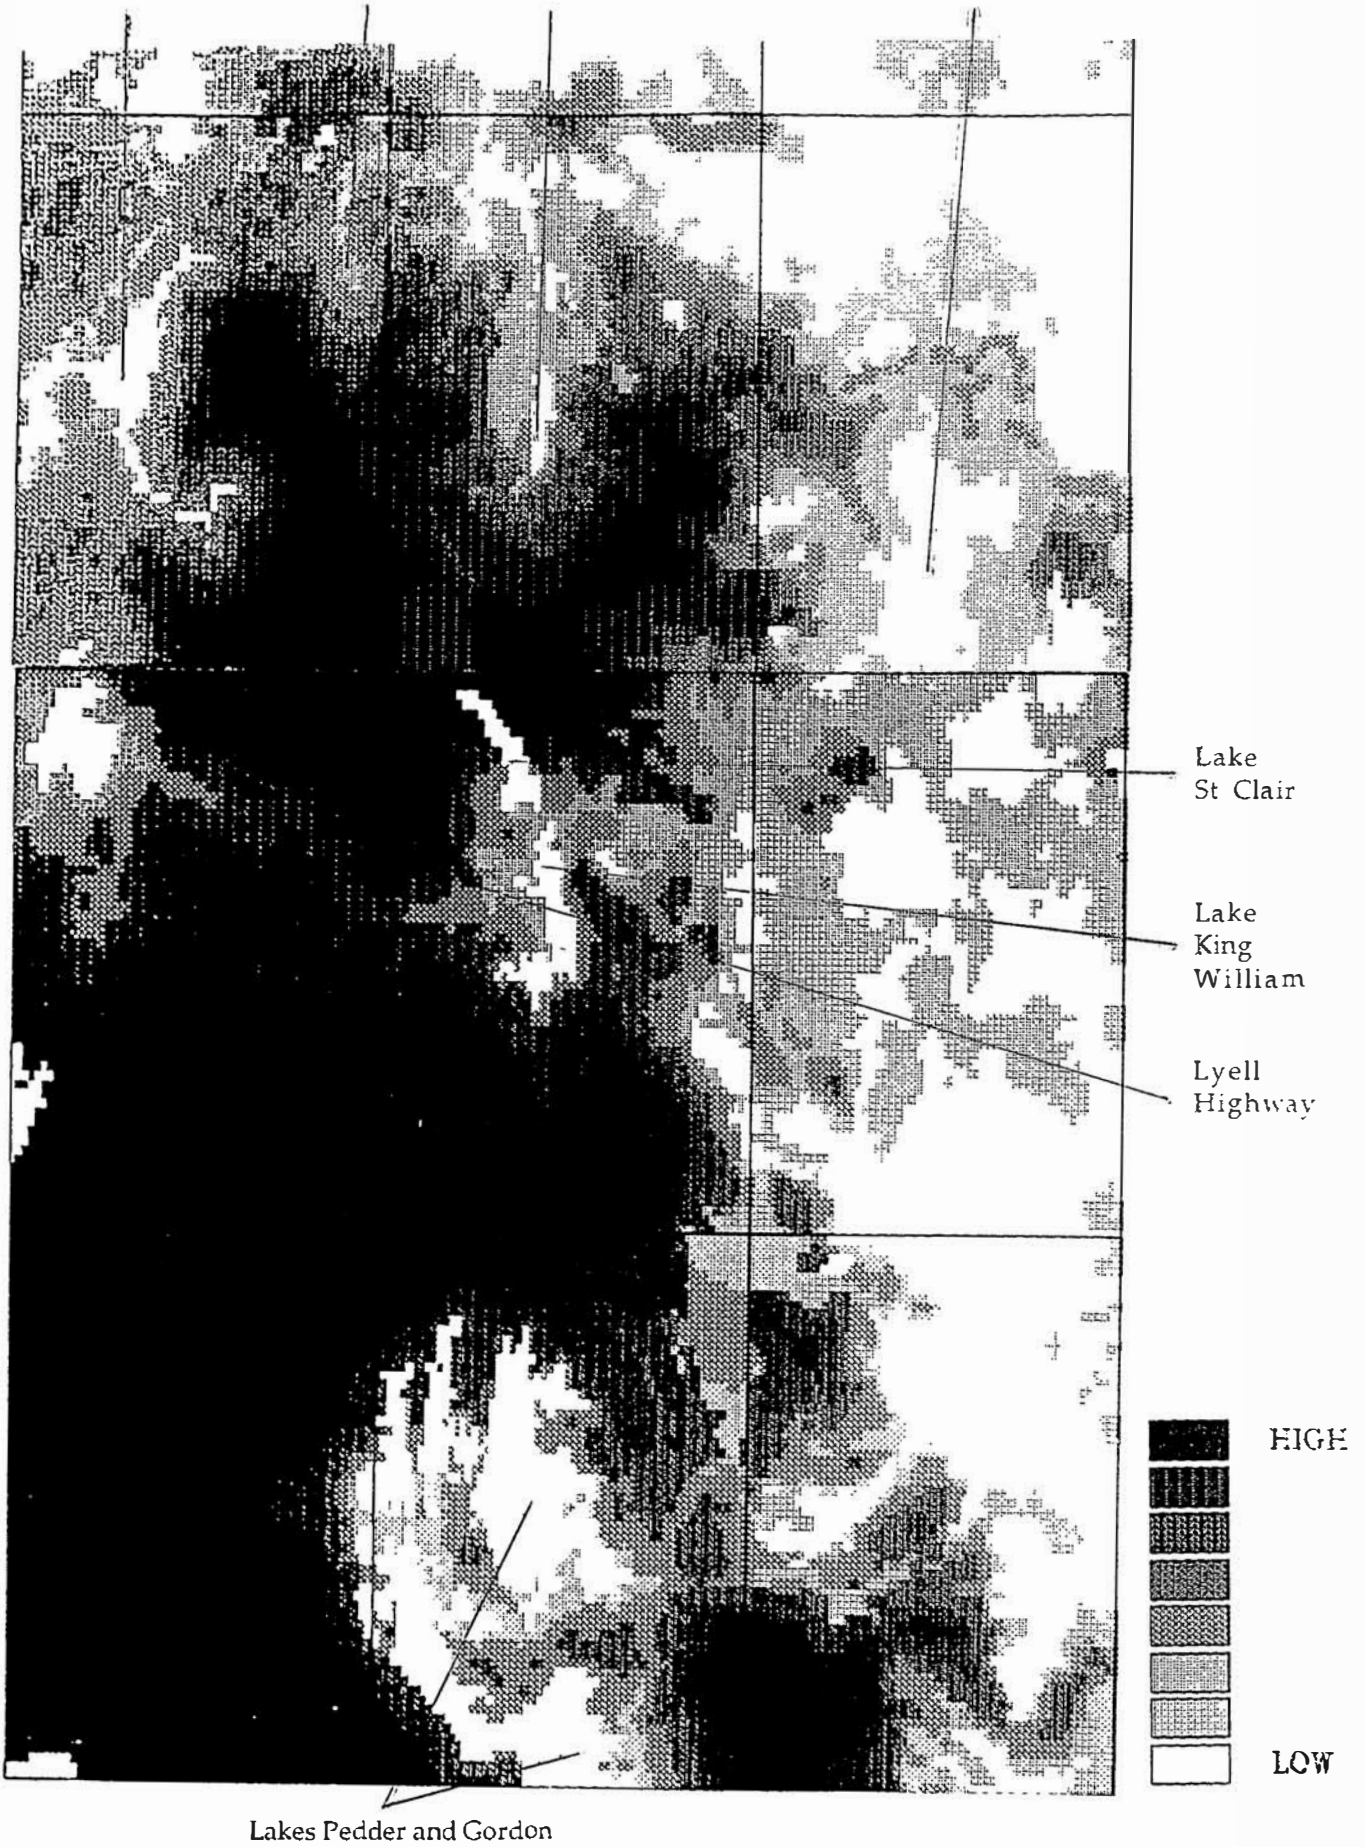 Lake
St Clair
Lake
King
William
Lyell
Highway
HIGH
LOW
Lakes Pedder and Gordon